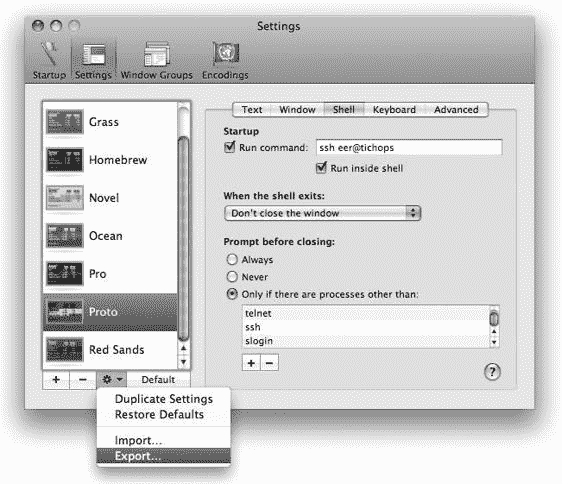 Settings
Startup Settings Window Groups Encodings
Grass
Homebrew
Novel
Ocean
Pro
Proto
Red Sands
+ − Default
Duplicate Settings
Restore Defaults
Import...
Export...
Text Window Shell Keyboard Advanced
Startup
Run command: ssh eer@tichops
Run inside shell
When the shell exits:
Don't close the window
Prompt before closing:
Always
Never
Only if there are processes other than:
telnet
ssh
slogin
+ −
?